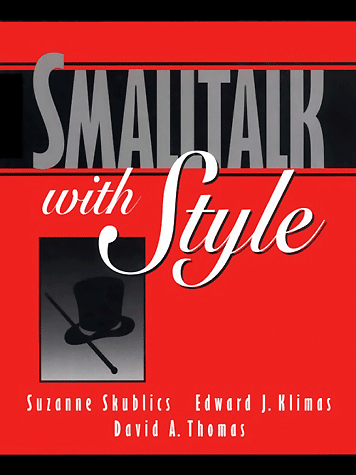 SMALLTALK
with Style
Suzanne Skublics Edward J. Klimas
David A. Thomas